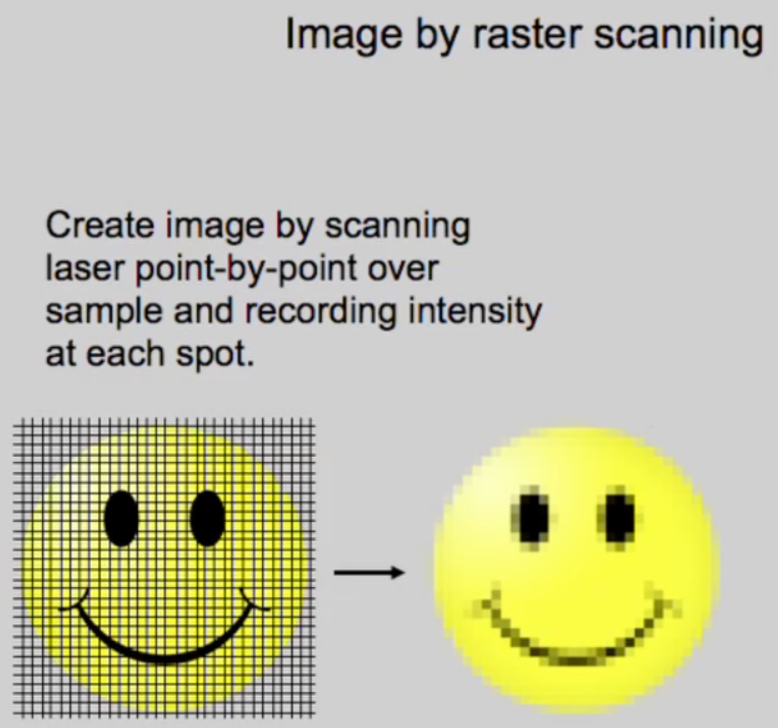 Image by raster scanning
Create image by scanning
laser point-by-point over
sample and recording intensity
at each spot.